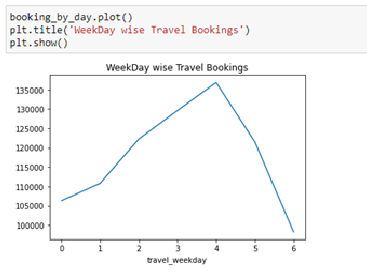 booking_by_day.plot()
plt.title('WeekDay wise Travel Bookings')
plt.show()
WeekDay wise Travel Bookings
135000
130000
125000
120000
115000
110000
105000
100000
0 1 2 3 4 5 6
travel_weekday